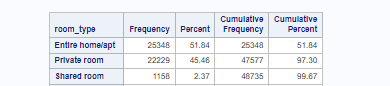 Cumulative Cumulative
room_type Frequency Percent Frequency Percent
Entire home/apt 25348 51.84 25348 51.84
Private room 22229 45.46 47577 97.30
Shared room 1158 2.37 48735 99.67